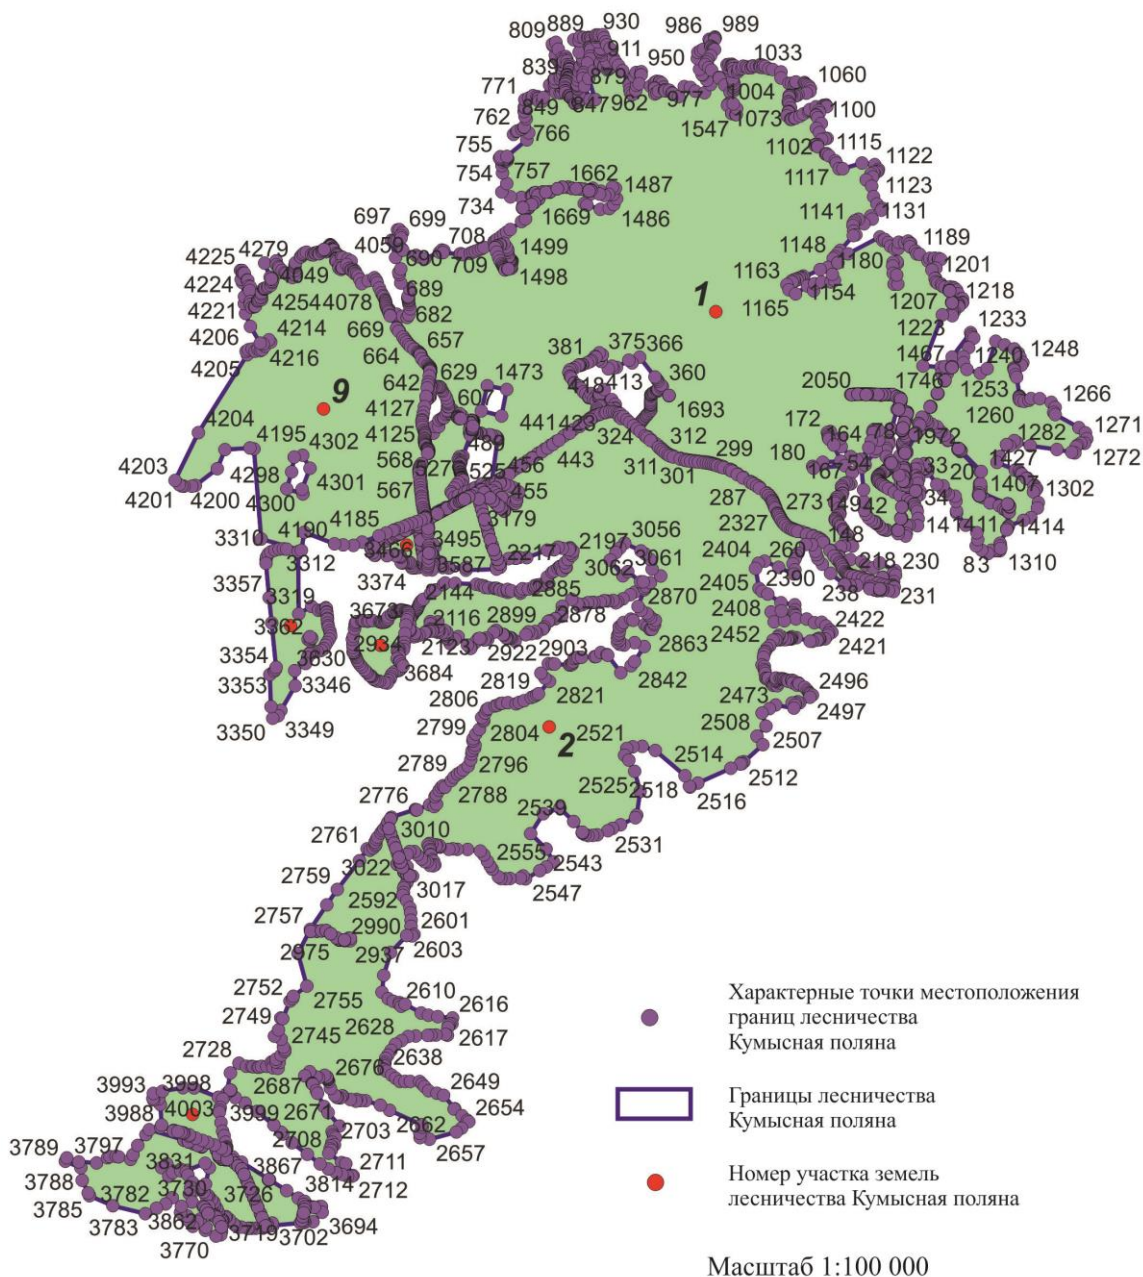 809 889 930 986 989
839 911 950 1033
771 879 1004 1060
762 849 847 962 977 1547 1073 1100
755 766 1102 1115
754 757 1662 1487 1117 1122
734 1669 1486 1123
697 699 708 1499 1141 1131
4225 4279 4059 690 709 1498 1148 1180 1189
4224 4049 689 1163 1154 1201
4221 4254 4078 682 1165 1207 1218
4206 4214 669 657 1 1223 1233
4205 4216 664 629 381 375 366 1467 1240 1248
9 642 1473 418 413 360 2050 1746 1253 1266
4204 4127 607 441 423 1693 172 164 78 1972 1260 1271
4195 4302 4125 489 324 312 180 1282 1272
4203 4298 568 5276 525 456 443 311 299 167 54 33 20 1427
4201 4200 4300 4301 567 455 301 287 273 149 42 34 1407 1302
3310 4190 4185 3179 2327 148 141 1411 1414
3312 3466 3495 2217 2197 3056 2404 260 218 230 83 1310
3357 3374 3587 3062 3061 2405 2390 238 231
3319 2144 2885 2870 2408 2422
3362 3673 2116 2899 2878 2452 2421
3354 3630 2934 2123 2922 2903 2863
3353 3346 3684 2819 2842 2473 2496
3350 3349 2806 2821 2508 2497
2799 2804 2 2521 2507
2789 2796 2514 2512
2776 2788 2525 2518 2516
2761 3010 2539 2531
2759 3022 2555 2543
2592 3017 2547
2757 2990 2601
2975 2937 2603
2752 2755 2610 2616
2749 2745 2628 2617
2728 2638
3993 3998 2687 2676 2649
3988 4003 3999 2671 2654
3789 3797 2708 2703 2662 2657
3788 3831 3867 2711
3785 3782 3730 3726 3814 2712
3783 3862 3719 3702 3694
3770
Характерные точки местоположения
границ лесничества
Кумысная поляна
Границы лесничества
Кумысная поляна
Номер участка земель
лесничества Кумысная поляна
Масштаб 1:100 000